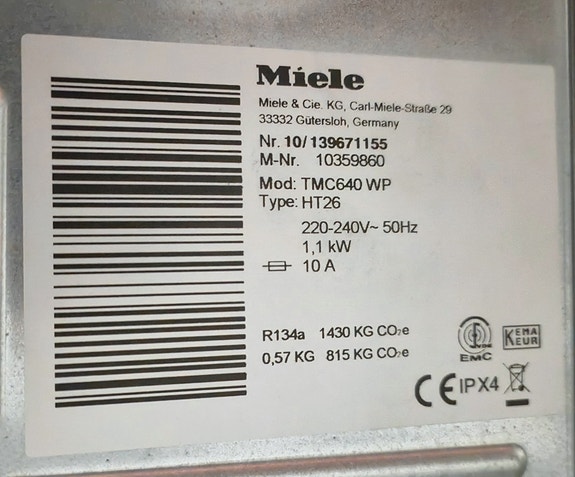 Miele
Miele & Cie. KG, Carl-Miele-Straße 29
33332 Gütersloh, Germany
Nr. 10/139671155
M-Nr. 10359860
Mod: TMC640 WP
Type: HT26
220-240V~ 50Hz
1,1 kW
10 A
R134a 1430 KG CO₂e
0,57 KG 815 KG CO₂e
EMC
KEMA
KEUR
CE IPX4